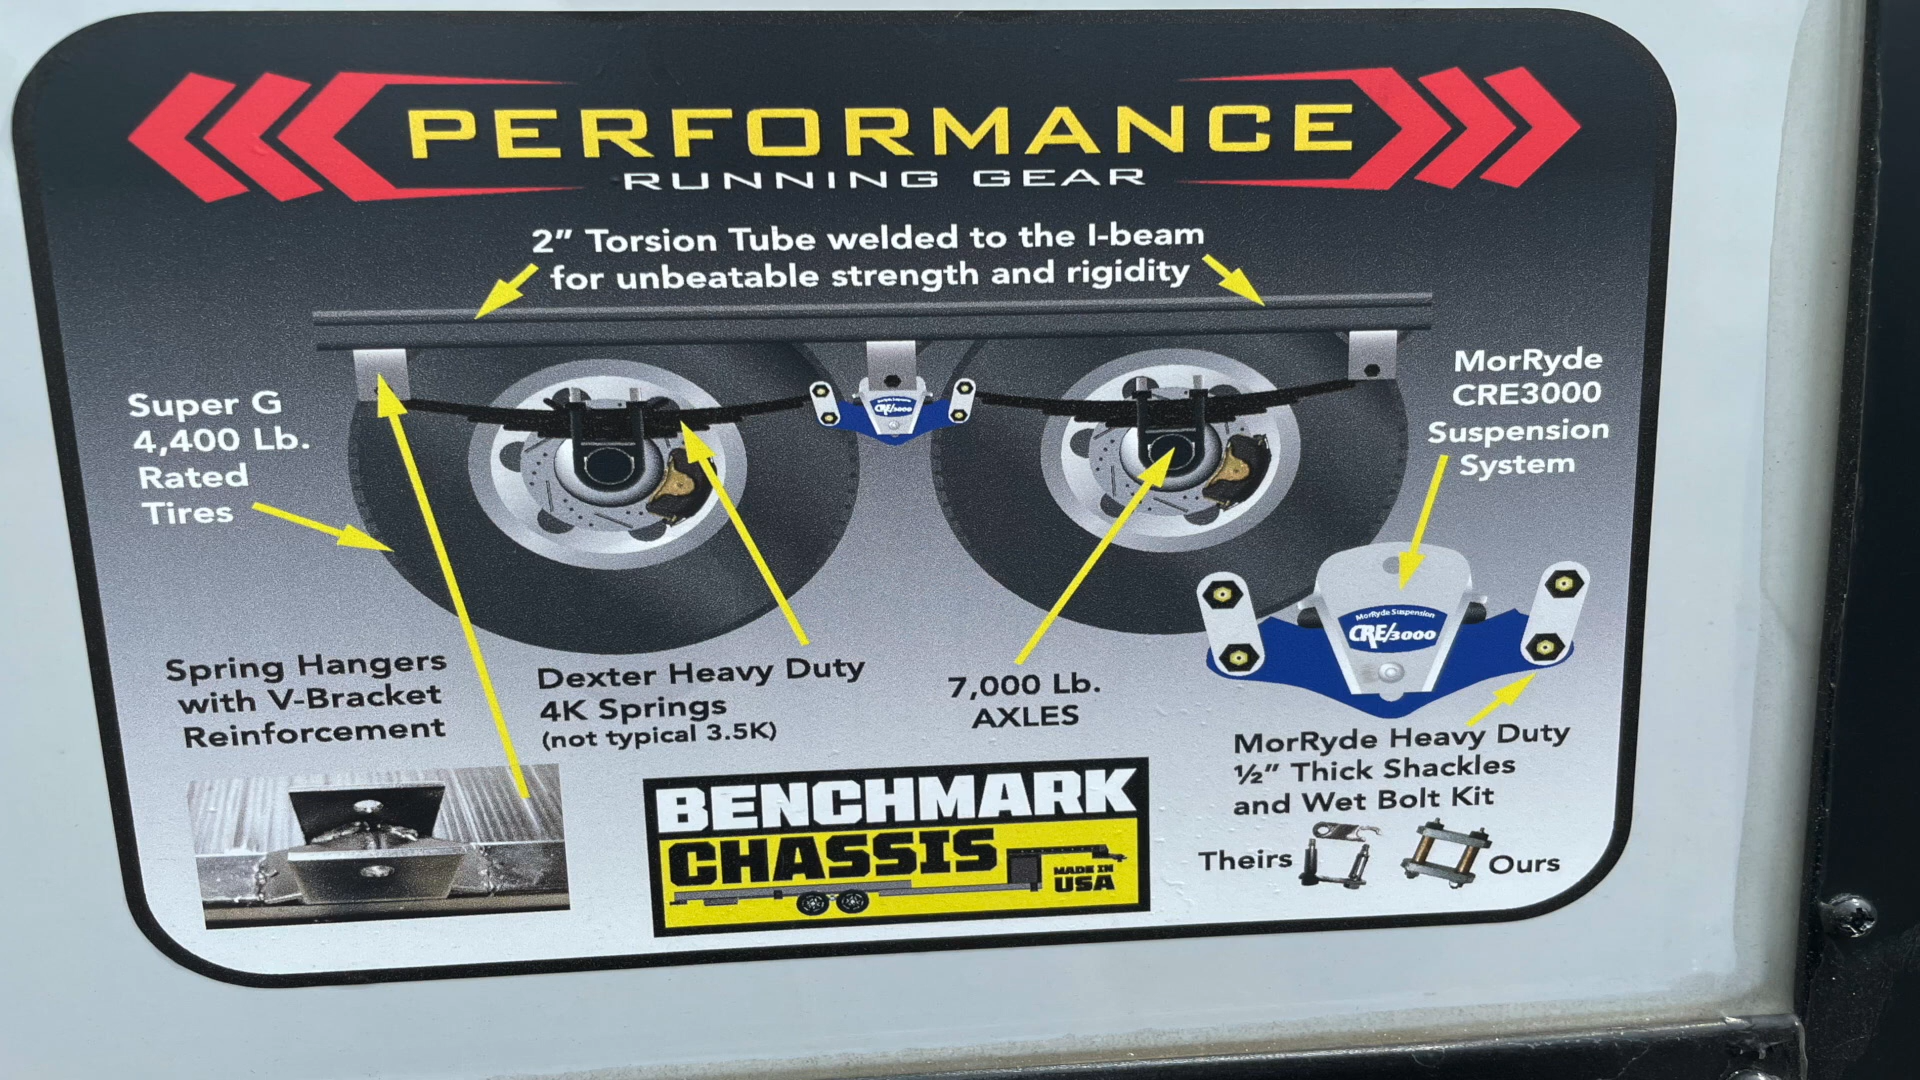 PERFORMANCE
RUNNING GEAR
2" Torsion Tube welded to the I-beam
for unbeatable strength and rigidity
Super G
4,400 Lb.
Rated
Tires
MorRyde
CRE3000
Suspension
System
CRE/3000
MorRyde Suspension
CRE/3000
Spring Hangers
with V-Bracket
Reinforcement
Dexter Heavy Duty
4K Springs
(not typical 3.5K)
7,000 Lb.
AXLES
MorRyde Heavy Duty
½" Thick Shackles
and Wet Bolt Kit
Theirs
Ours
BENCHMARK
CHASSIS
MADE IN
USA